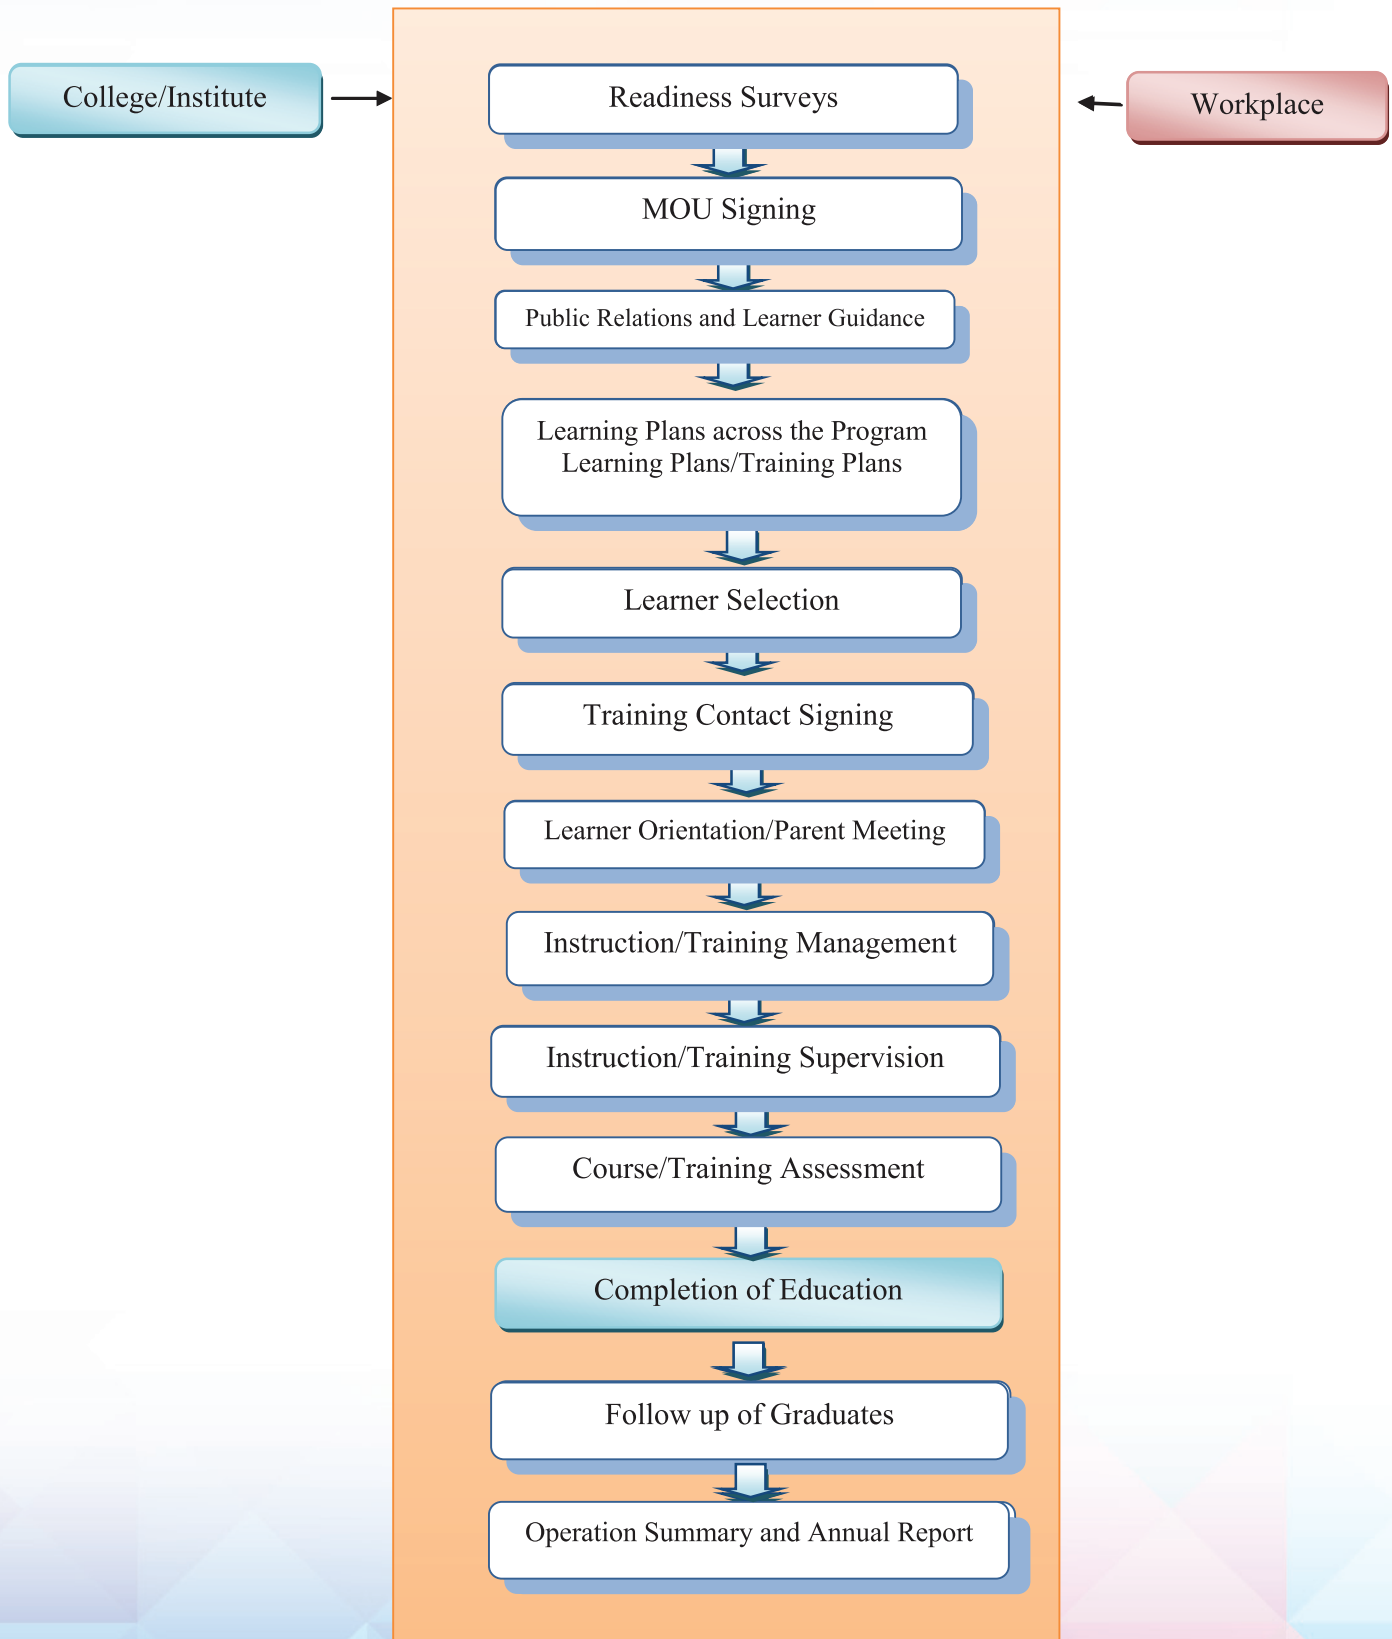 College/Institute
Readiness Surveys
Workplace
MOU Signing
Public Relations and Learner Guidance
Learning Plans across the Program
Learning Plans/Training Plans
Learner Selection
Training Contact Signing
Learner Orientation/Parent Meeting
Instruction/Training Management
Instruction/Training Supervision
Course/Training Assessment
Completion of Education
Follow up of Graduates
Operation Summary and Annual Report